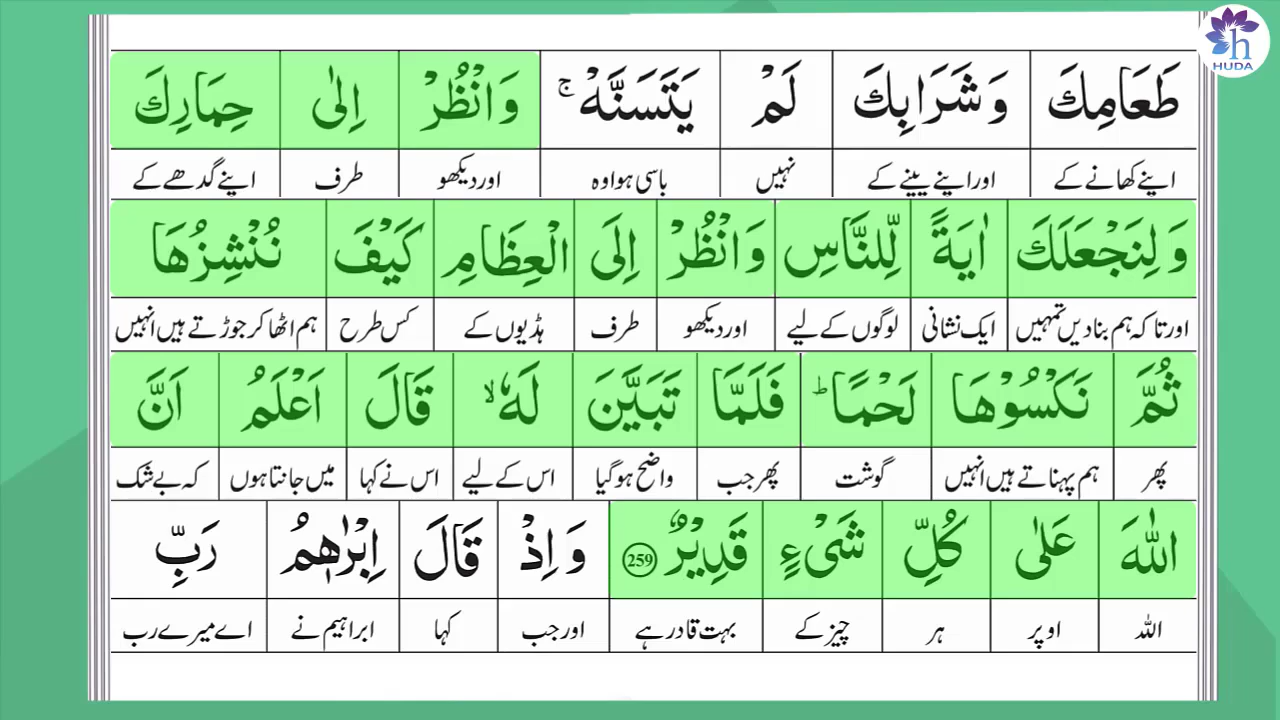 طَعَامِكَ وَشَرَابِكَ لَمْ يَتَسَنَّهْ ۚ وَانْظُرْ اِلٰى حِمَارِكَ
اپنے کھانے کے اور اپنے پینے کے نہیں باسی ہوا وہ اور دیکھو طرف اپنے گدھے کے
وَلِنَجْعَلَكَ اٰيَةً لِّلنَّاسِ وَانْظُرْ اِلَى الْعِظَامِ كَيْفَ نُنْشِزُهَا
اور تاکہ ہم بنا دیں تمہیں ایک نشانی لوگوں کے لیے اور دیکھو طرف ہڈیوں کے کس طرح ہم اٹھا کر جوڑتے ہیں انہیں
ثُمَّ نَكْسُوْهَا لَحْمًا ؕ فَلَمَّا تَبَيَّنَ لَهٗ ۙ قَالَ اَعْلَمُ اَنَّ
پھر ہم پہناتے ہیں انہیں گوشت پھر جب واضح ہوگیا اس کے لیے اس نے کہا میں جانتا ہوں کہ بے شک
اللّٰهَ عَلٰى كُلِّ شَیْءٍ قَدِيْرٌ 259 وَاِذْ قَالَ اِبْرٰهٖمُ رَبِّ
اللہ اوپر ہر چیز کے بہت قادر ہے اور جب کہا ابراہیم نے اے میرے رب
h
HUDA